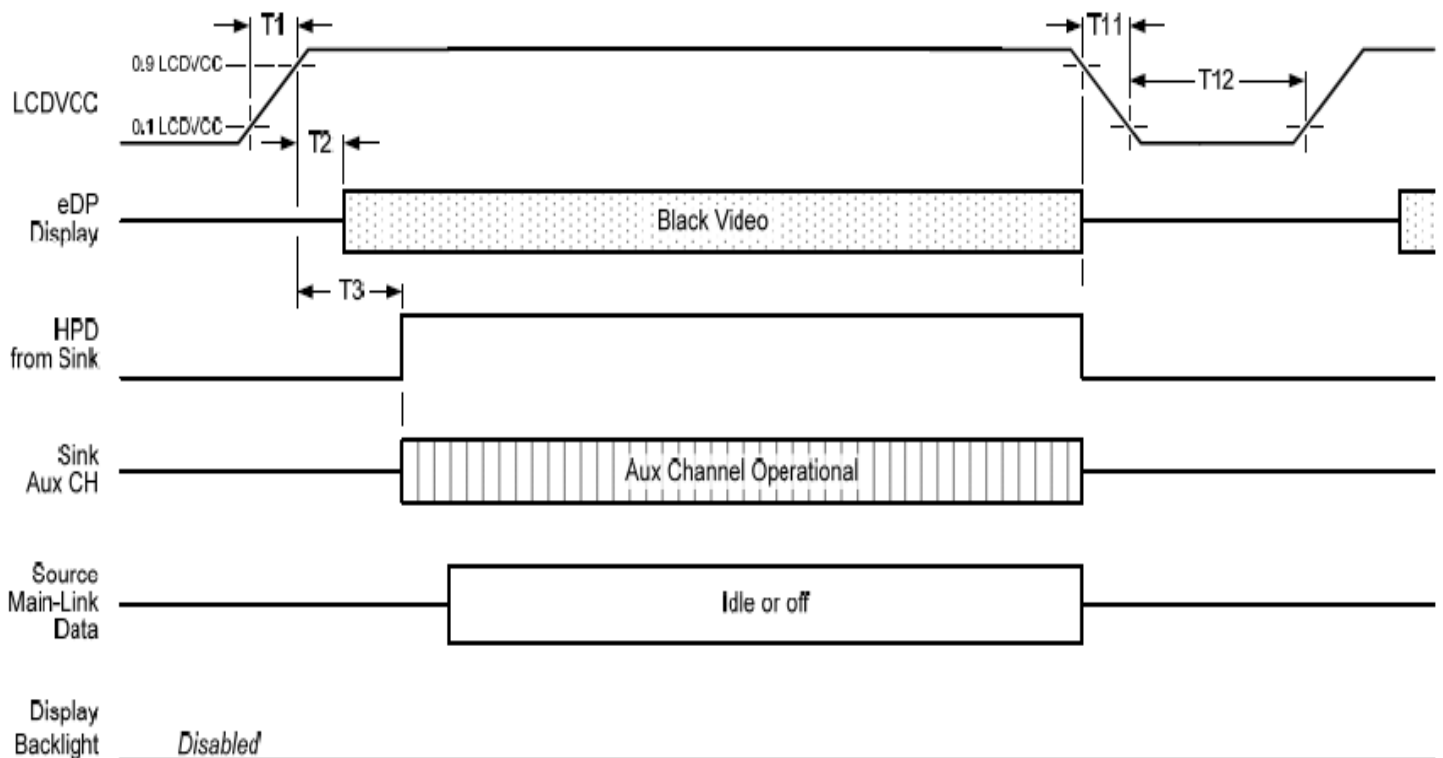 T1
T11
0.9 LCDVCC
T12
LCDVCC
0.1 LCDVCC
T2
eDP
Display
Black Video
T3
HPD
from Sink
Sink
Aux CH
Aux Channel Operational
Source
Main-Link
Data
Idle or off
Display
Backlight
Disabled